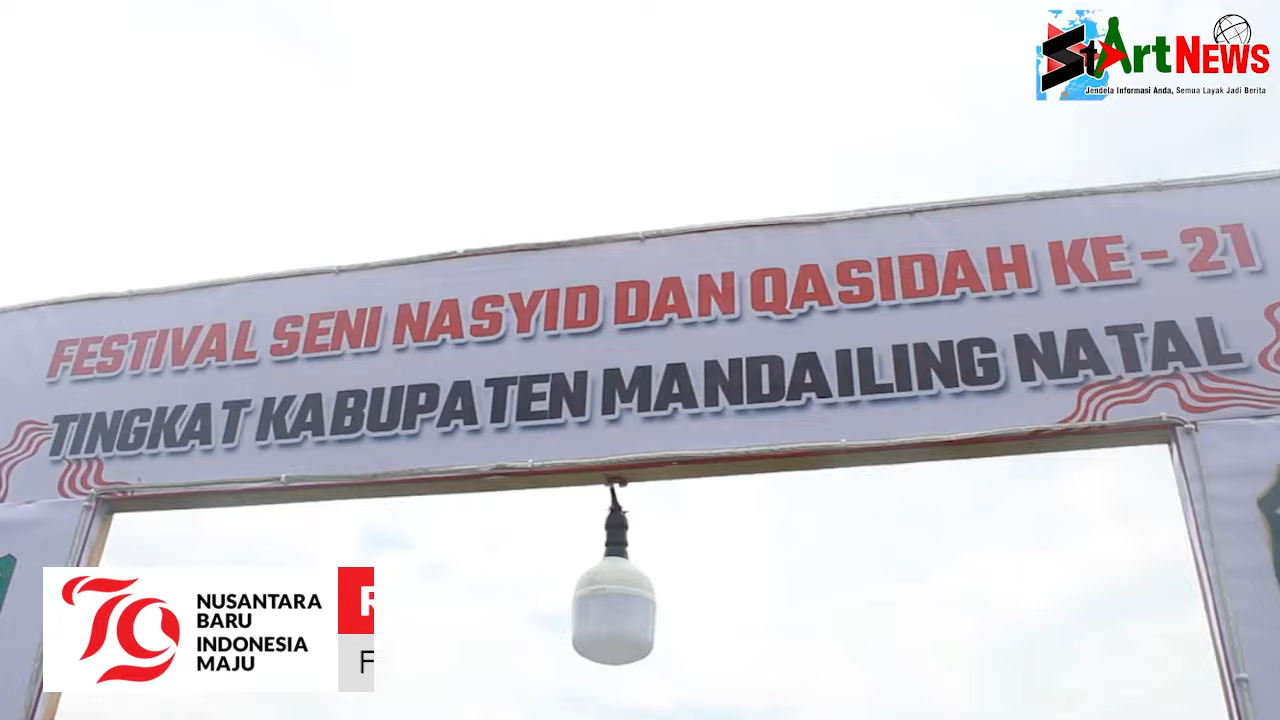 StArtNews
Jendela Informasi Anda, Semua Layak Jadi Berita
FESTIVAL SENI NASYID DAN QASIDAH KE - 21
TINGKAT KABUPATEN MANDAILING NATAL
79
NUSANTARA
BARU
INDONESIA
MAJU
F